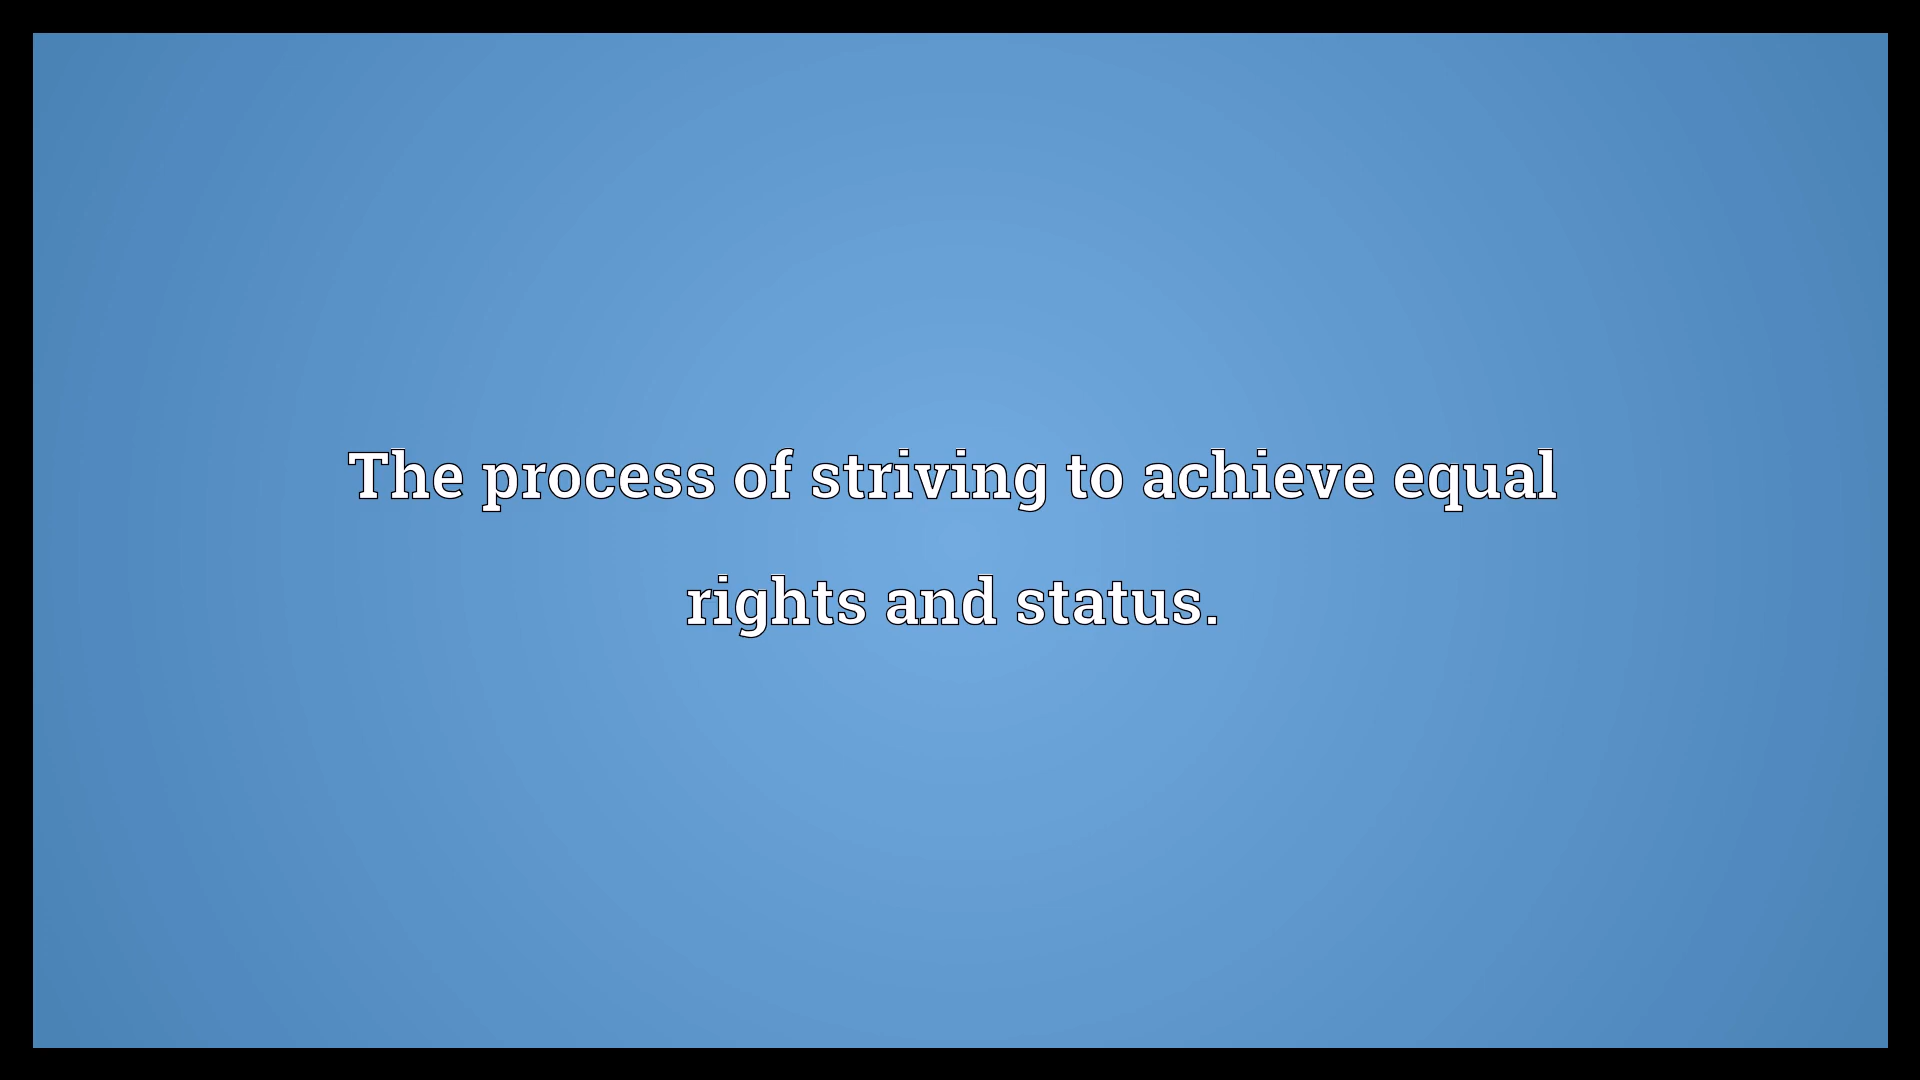 The process of striving to achieve equal
rights and status.